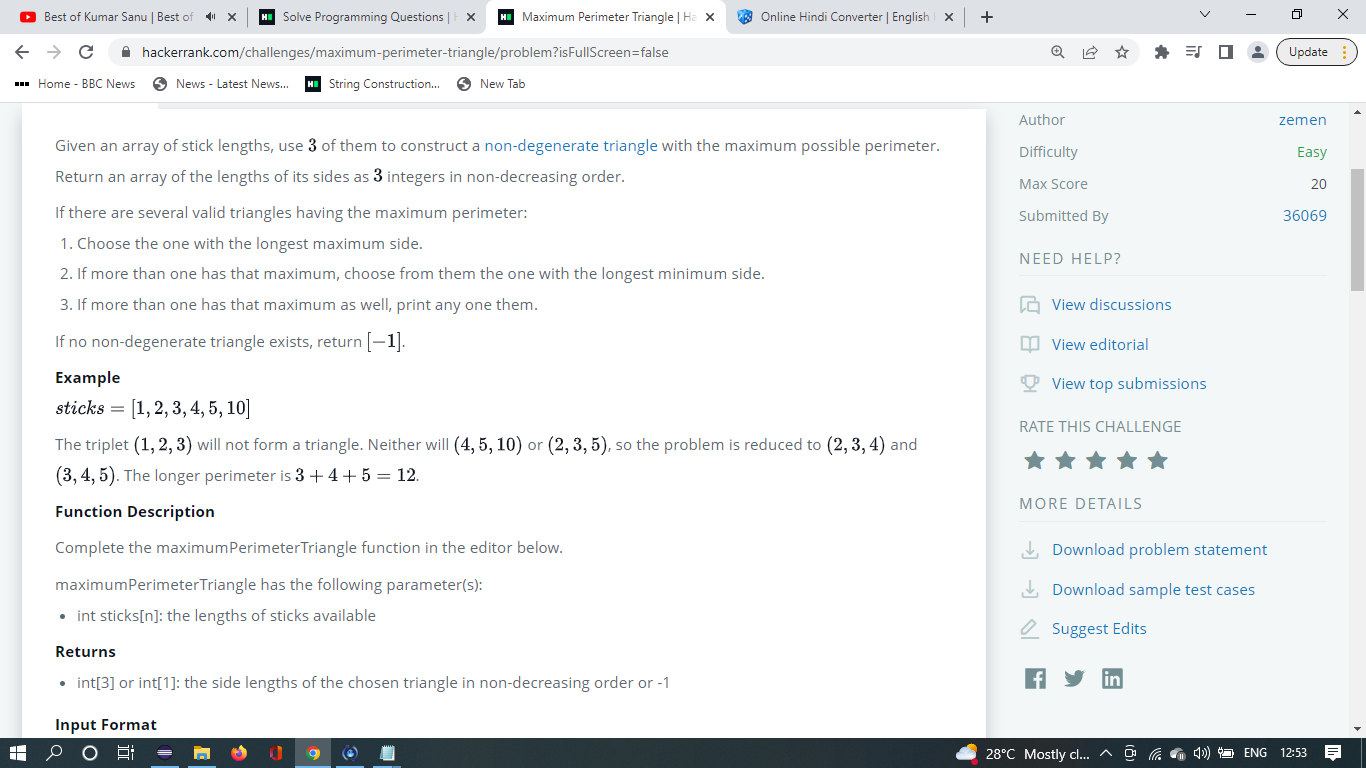 Best of Kumar Sanu | Best of
Solve Programming Questions |
Maximum Perimeter Triangle | Ha
Online Hindi Converter | English
hackerrank.com/challenges/maximum-perimeter-triangle/problem?isFullScreen=false
Update
Home - BBC News
News - Latest News...
String Construction...
New Tab
Given an array of stick lengths, use 3 of them to construct a non-degenerate triangle with the maximum possible perimeter.
Return an array of the lengths of its sides as 3 integers in non-decreasing order.
If there are several valid triangles having the maximum perimeter:
1. Choose the one with the longest maximum side.
2. If more than one has that maximum, choose from them the one with the longest minimum side.
3. If more than one has that maximum as well, print any one them.
If no non-degenerate triangle exists, return [−1].
Example
sticks = [1, 2, 3, 4, 5, 10]
The triplet (1, 2, 3) will not form a triangle. Neither will (4, 5, 10) or (2, 3, 5), so the problem is reduced to (2, 3, 4) and
(3, 4, 5). The longer perimeter is 3 + 4 + 5 = 12.
Function Description
Complete the maximumPerimeterTriangle function in the editor below.
maximumPerimeterTriangle has the following parameter(s):
• int sticks[n]: the lengths of sticks available
Returns
• int[3] or int[1]: the side lengths of the chosen triangle in non-decreasing order or -1
Input Format
Author zemen
Difficulty Easy
Max Score 20
Submitted By 36069
NEED HELP?
View discussions
View editorial
View top submissions
RATE THIS CHALLENGE
MORE DETAILS
Download problem statement
Download sample test cases
Suggest Edits
28°C Mostly cl... ENG 12:53